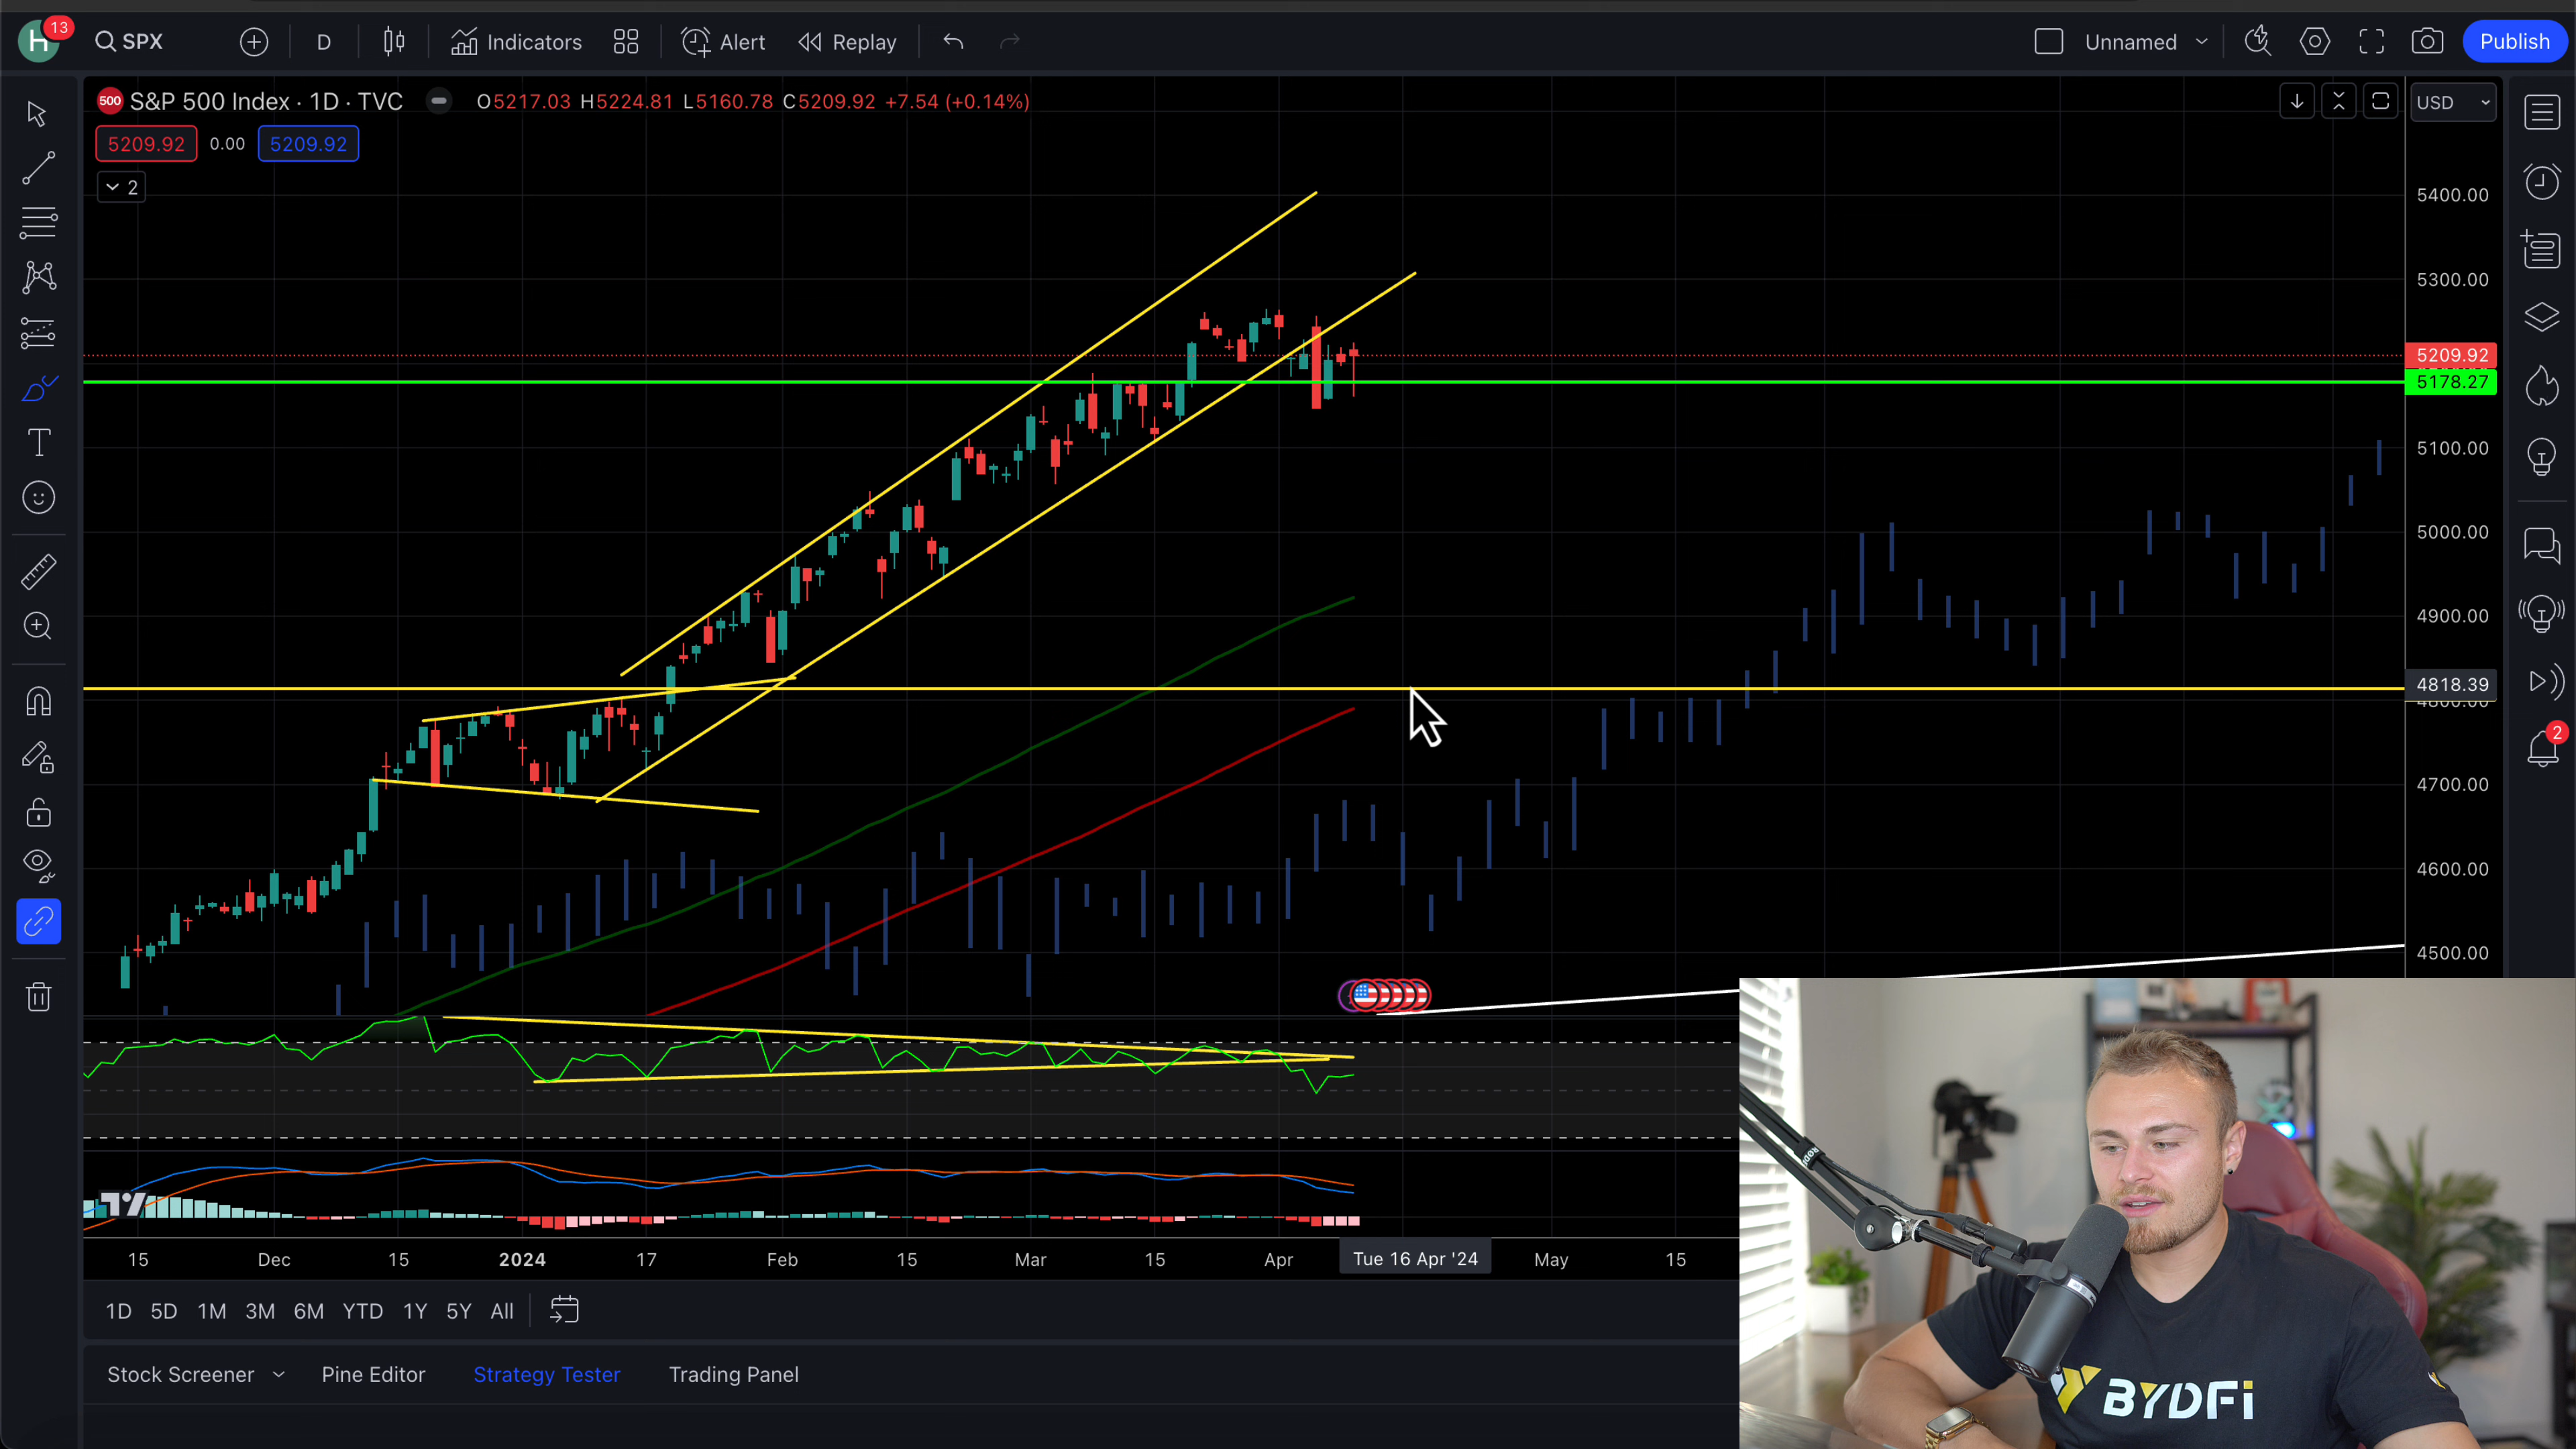 H 13 SPX D Indicators Alert Replay Unnamed Publish
500 S&P 500 Index · 1D · TVC O5217.03 H5224.81 L5160.78 C5209.92 +7.54 (+0.14%) USD
5209.92 0.00 5209.92
2
5400.00
5300.00
5209.92
5178.27
5100.00
5000.00
4900.00
4818.39
4700.00
4600.00
4500.00
2
15 Dec 15 2024 17 Feb 15 Mar 15 Apr Tue 16 Apr '24 May 15
1D 5D 1M 3M 6M YTD 1Y 5Y All
Stock Screener Pine Editor Strategy Tester Trading Panel
BYDFi